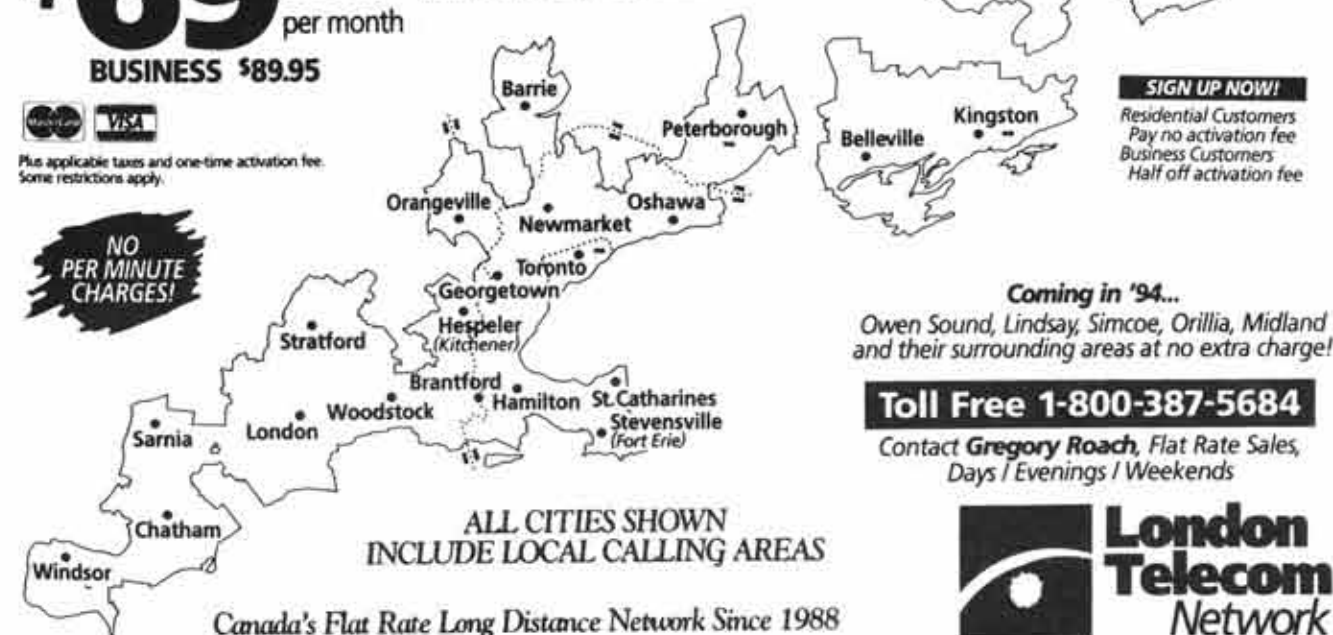 per month
BUSINESS $89.95
MasterCard VISA
Plus applicable taxes and one-time activation fee.
Some restrictions apply.
NO
PER MINUTE
CHARGES!
Barrie
Peterborough
Belleville
Kingston
SIGN UP NOW!
Residential Customers
Pay no activation fee
Business Customers
Half off activation fee
Orangeville
Newmarket
Oshawa
Toronto
Georgetown
Hespeler
(Kitchener)
Stratford
Brantford
Hamilton
St. Catharines
Woodstock
Stevensville
(Fort Erie)
London
Sarnia
Chatham
Windsor
Coming in '94...
Owen Sound, Lindsay, Simcoe, Orillia, Midland
and their surrounding areas at no extra charge!
Toll Free 1-800-387-5684
Contact Gregory Roach, Flat Rate Sales,
Days / Evenings / Weekends
ALL CITIES SHOWN
INCLUDE LOCAL CALLING AREAS
Canada's Flat Rate Long Distance Network Since 1988
London
Telecom
Network